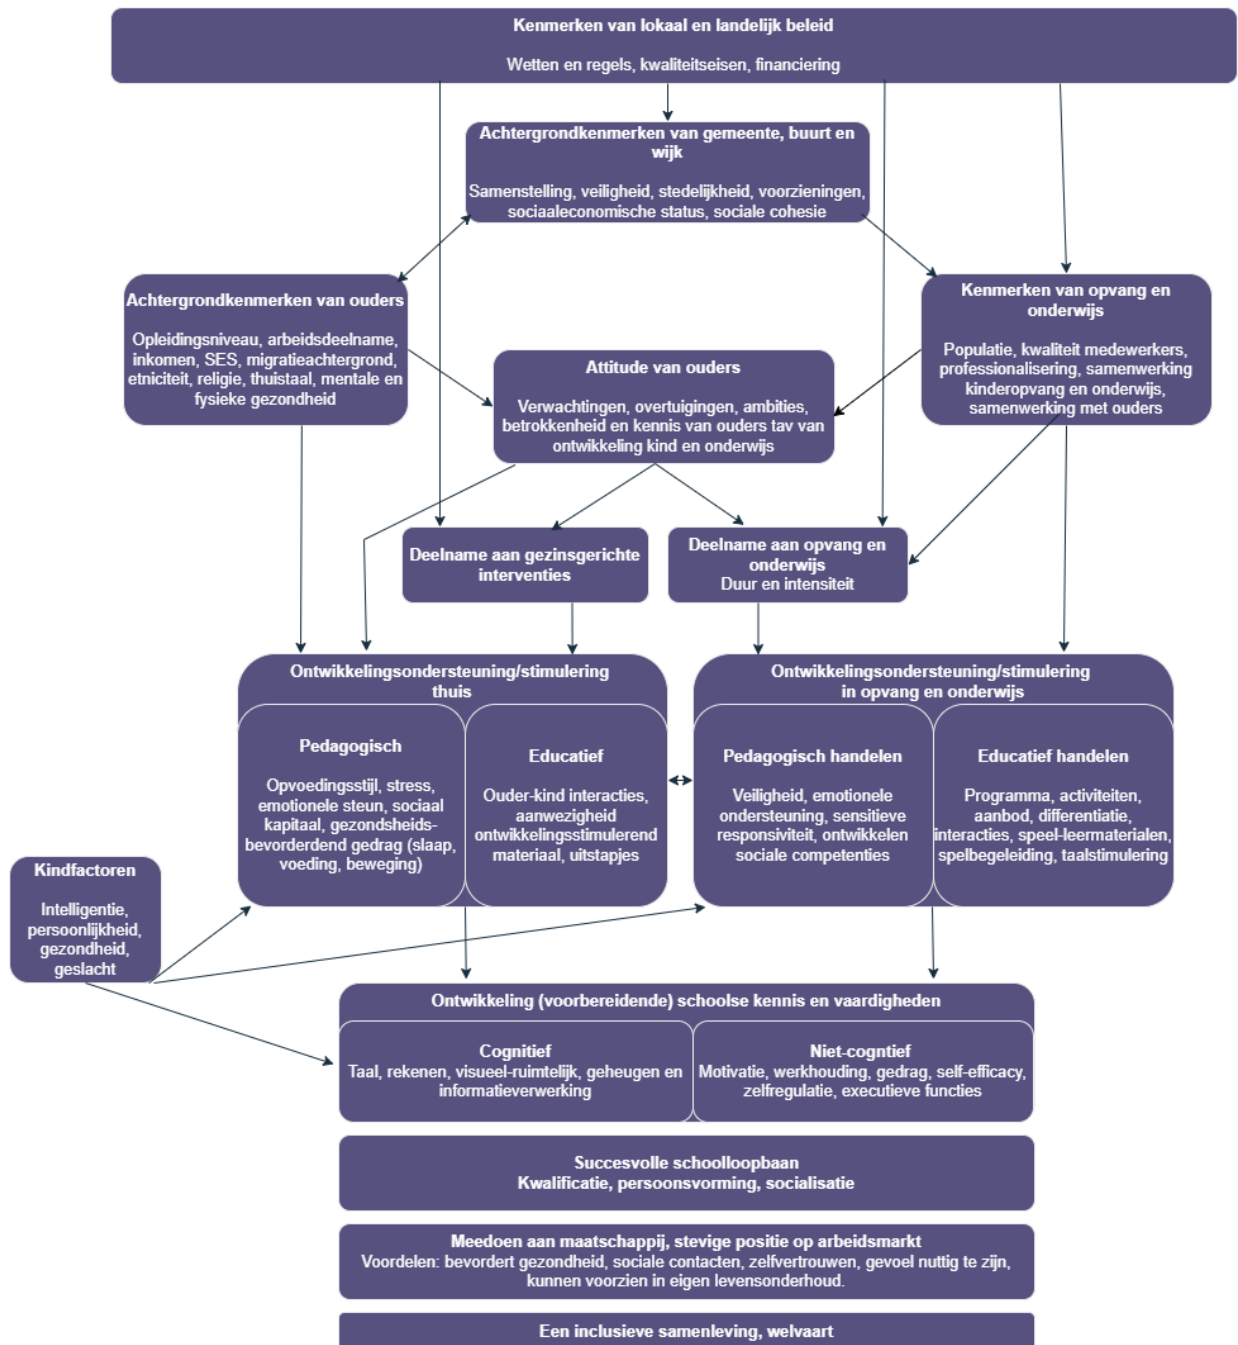 Kenmerken van lokaal en landelijk beleid
Wetten en regels, kwaliteitseisen, financiering
Achtergrondkenmerken van gemeente, buurt en
wijk
Samenstelling, veiligheid, stedelijkheid, voorzieningen,
sociaaleconomische status, sociale cohesie
Achtergrondkenmerken van ouders
Opleidingsniveau, arbeidsdeelname,
inkomen, SES, migratieachtergrond,
etniciteit, religie, thuistaal, mentale en
fysieke gezondheid
Kenmerken van opvang en
onderwijs
Populatie, kwaliteit medewerkers,
professionalisering, samenwerking
kinderopvang en onderwijs,
samenwerking met ouders
Attitude van ouders
Verwachtingen, overtuigingen, ambities,
betrokkenheid en kennis van ouders tav van
ontwikkeling kind en onderwijs
Deelname aan gezinsgerichte
interventies
Deelname aan opvang en
onderwijs
Duur en intensiteit
Ontwikkelingsondersteuning/stimulering
thuis
Pedagogisch
Opvoedingsstijl, stress,
emotionele steun, sociaal
kapitaal, gezondsheids-
bevorderdend gedrag (slaap,
voeding, beweging)
Educatief
Ouder-kind interacties,
aanwezigheid
ontwikkelingsstimulerend
materiaal, uitstapjes
Ontwikkelingsondersteuning/stimulering
in opvang en onderwijs
Pedagogisch handelen
Veiligheid, emotionele
ondersteuning, sensitieve
responsiviteit, ontwikkelen
sociale competenties
Educatief handelen
Programma, activiteiten,
aanbod, differentiatie,
interacties, speel-leermaterialen,
spelbegeleiding, taalstimulering
Kindfactoren
Intelligentie,
persoonlijkheid,
gezondheid,
geslacht
Ontwikkeling (voorbereidende) schoolse kennis en vaardigheden
Cognitief
Taal, rekenen, visueel-ruimtelijk, geheugen en
informatieverwerking
Niet-cogntief
Motivatie, werkhouding, gedrag, self-efficacy,
zelfregulatie, executieve functies
Succesvolle schoolloopbaan
Kwalificatie, persoonsvorming, socialisatie
Meedoen aan maatschappij, stevige positie op arbeidsmarkt
Voordelen: bevordert gezondheid, sociale contacten, zelfvertrouwen, gevoel nuttig te zijn,
kunnen voorzien in eigen levensonderhoud.
Een inclusieve samenleving, welvaart